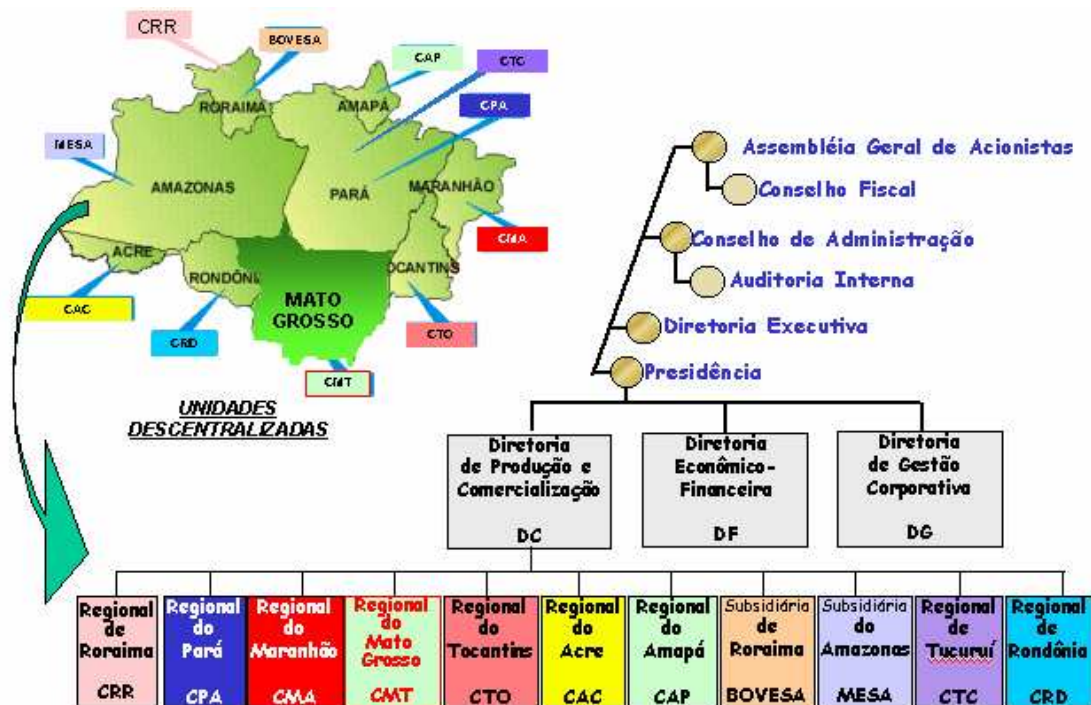 CRR
BOVESA
CAP
CTC
CPA
RORAIMA
AMAPÁ
MESA
AMAZONAS
PARÁ
MARANHÃO
CMA
ACRE
RONDÔNI
OCANTINS
MATO
GROSSO
CAC
CRD
CTO
CMT
UNIDADES
DESCENTRALIZADAS
Assembléia Geral de Acionistas
Conselho Fiscal
Conselho de Administração
Auditoria Interna
Diretoria Executiva
Presidência
Diretoria
de Produção e
Comercialização
DC
Diretoria
Econômico-
Financeira
DF
Diretoria
de Gestão
Corporativa
DG
Regional
de
Roraima
CRR
Regional
do
Pará
CPA
Regional
do
Maranhão
CMA
Regional
do Mato
Grosso
CMT
Regional
do
Tocantins
CTO
Regional
do
Acre
CAC
Regional
do
Amapá
CAP
Subsidiária
de
Roraima
BOVESA
Subsidiária
do
Amazonas
MESA
Regional
de
Tucuruí
CTC
Regional
de
Rondônia
CRD